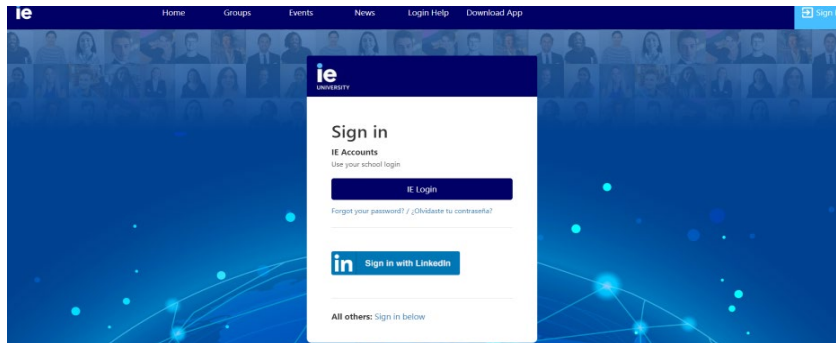 ie
Home Groups Events News Login Help Download App Sign
ie
UNIVERSITY
Sign in
IE Accounts
Use your school login
IE Login
Forgot your password? / ¿Olvidaste tu contraseña?
in Sign in with LinkedIn
All others: Sign in below